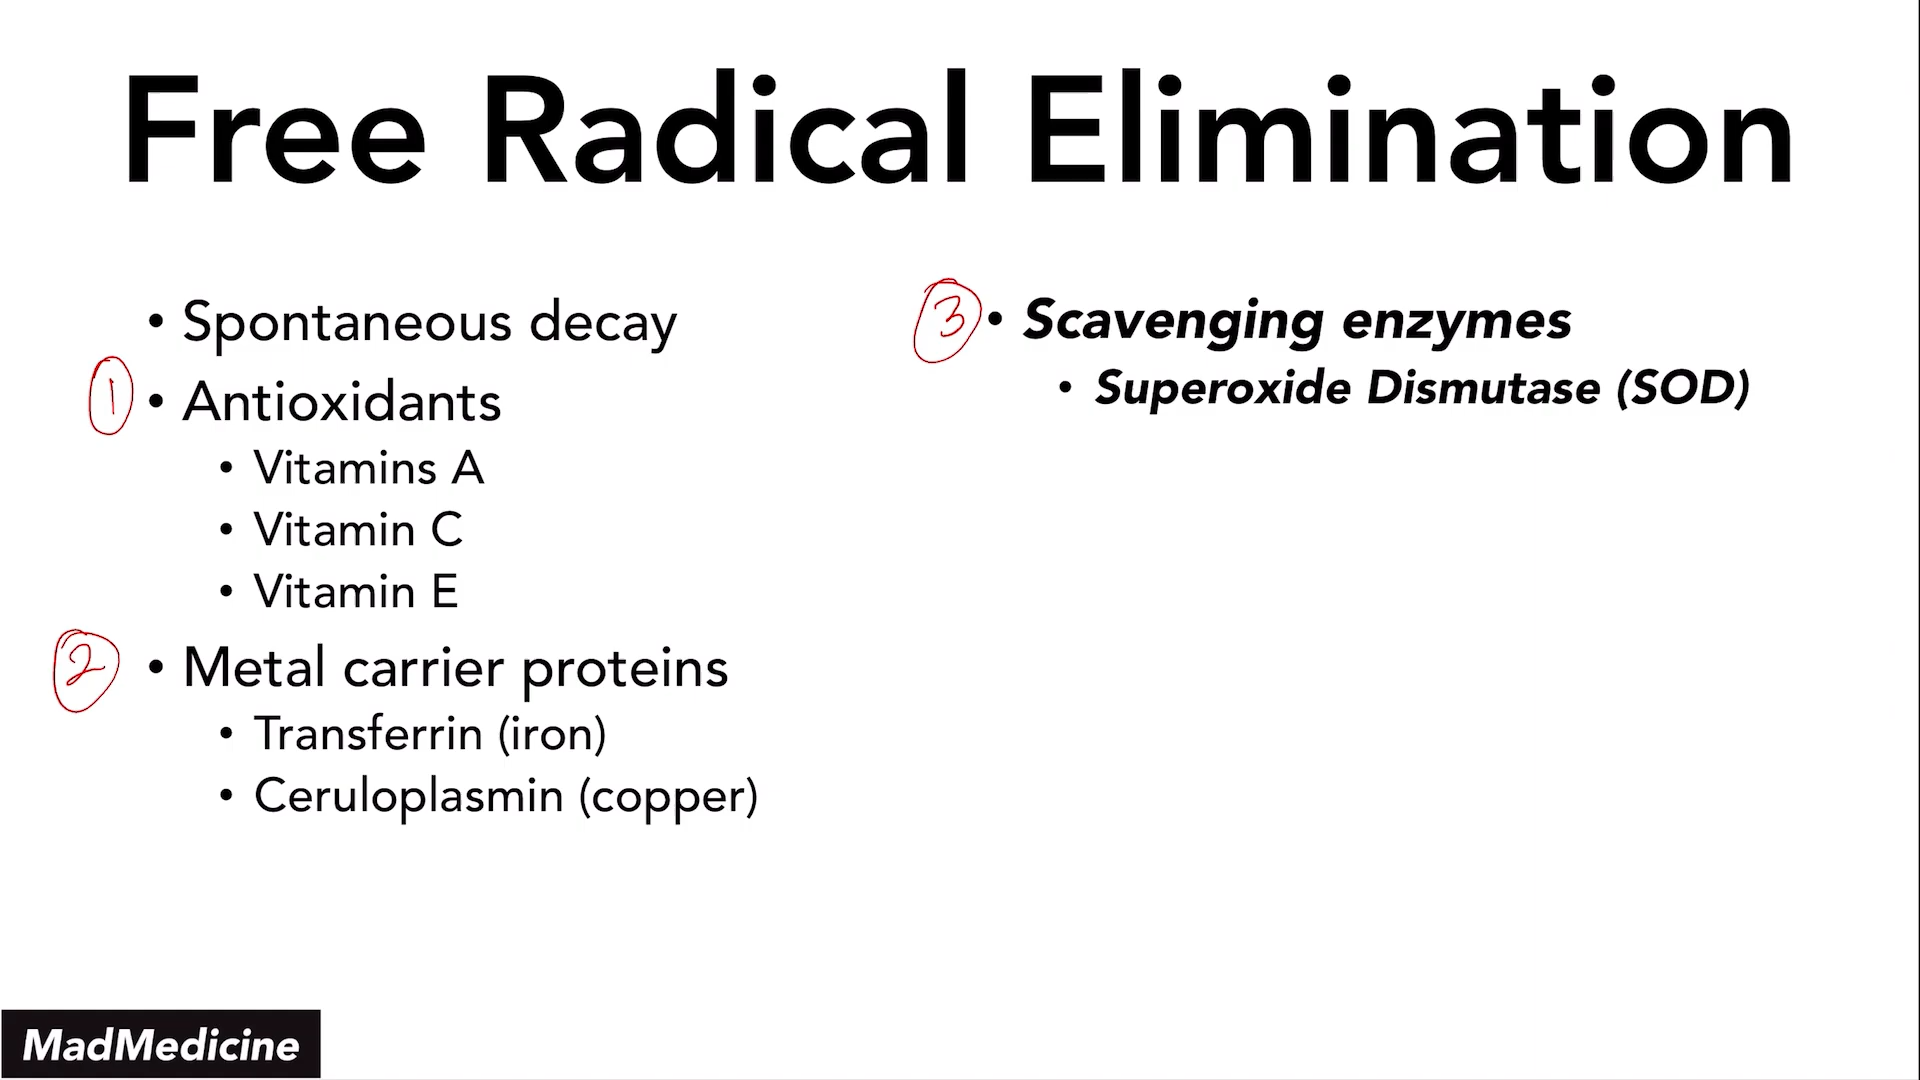 Free Radical Elimination
• Spontaneous decay
1 • Antioxidants
• Vitamins A
• Vitamin C
• Vitamin E
2 • Metal carrier proteins
• Transferrin (iron)
• Ceruloplasmin (copper)
3 • Scavenging enzymes
• Superoxide Dismutase (SOD)
MadMedicine